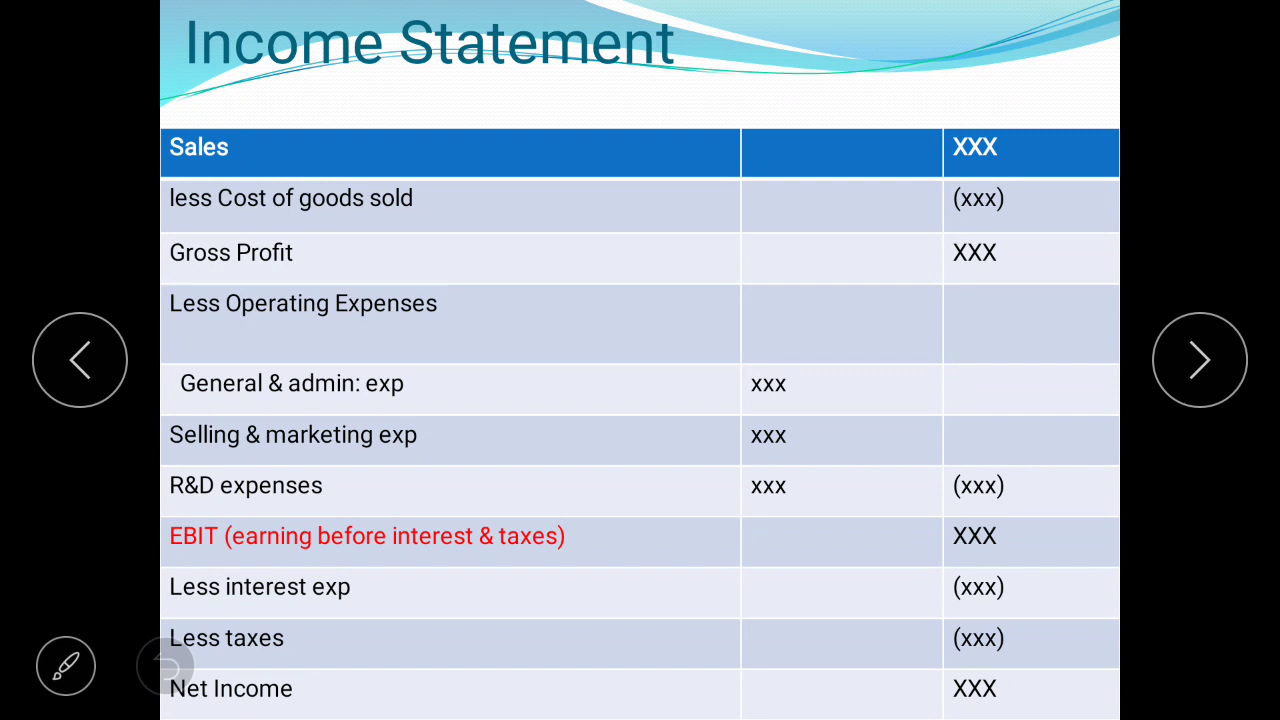 Income Statement
Sales XXX
less Cost of goods sold (xxx)
Gross Profit XXX
Less Operating Expenses
General & admin: exp xxx
Selling & marketing exp xxx
R&D expenses xxx (xxx)
EBIT (earning before interest & taxes) XXX
Less interest exp (xxx)
Less taxes (xxx)
Net Income XXX